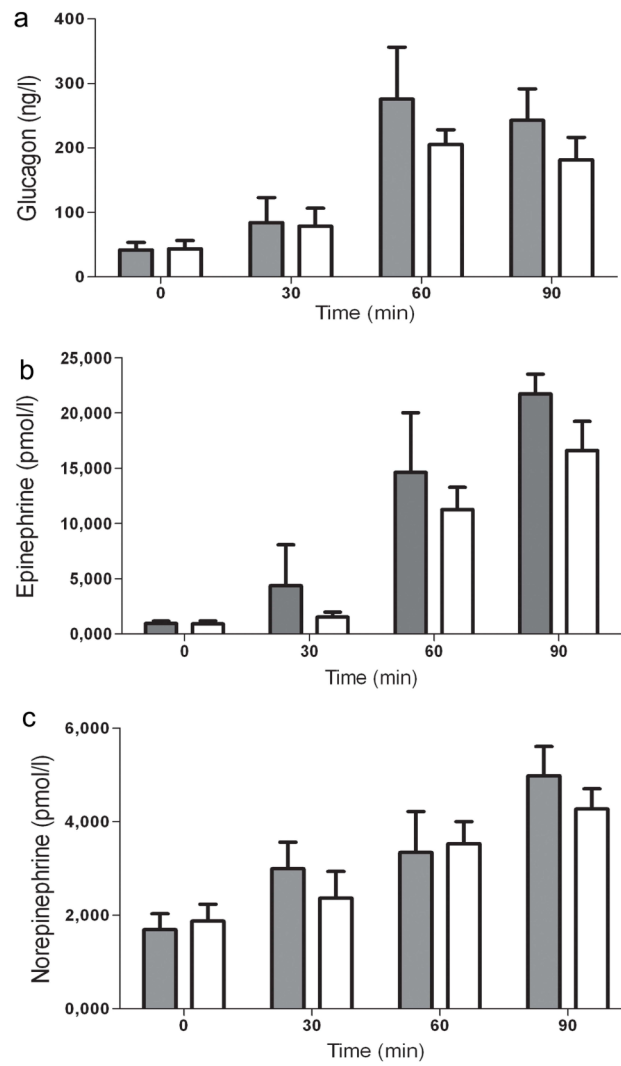 a
Glucagon (ng/l)
400
300
200
100
0
0 30 60 90
Time (min)
b
Epinephrine (pmol/l)
25,000
20,000
15,000
10,000
5,000
0,000
0 30 60 90
Time (min)
c
Norepinephrine (pmol/l)
6,000
4,000
2,000
0,000
0 30 60 90
Time (min)